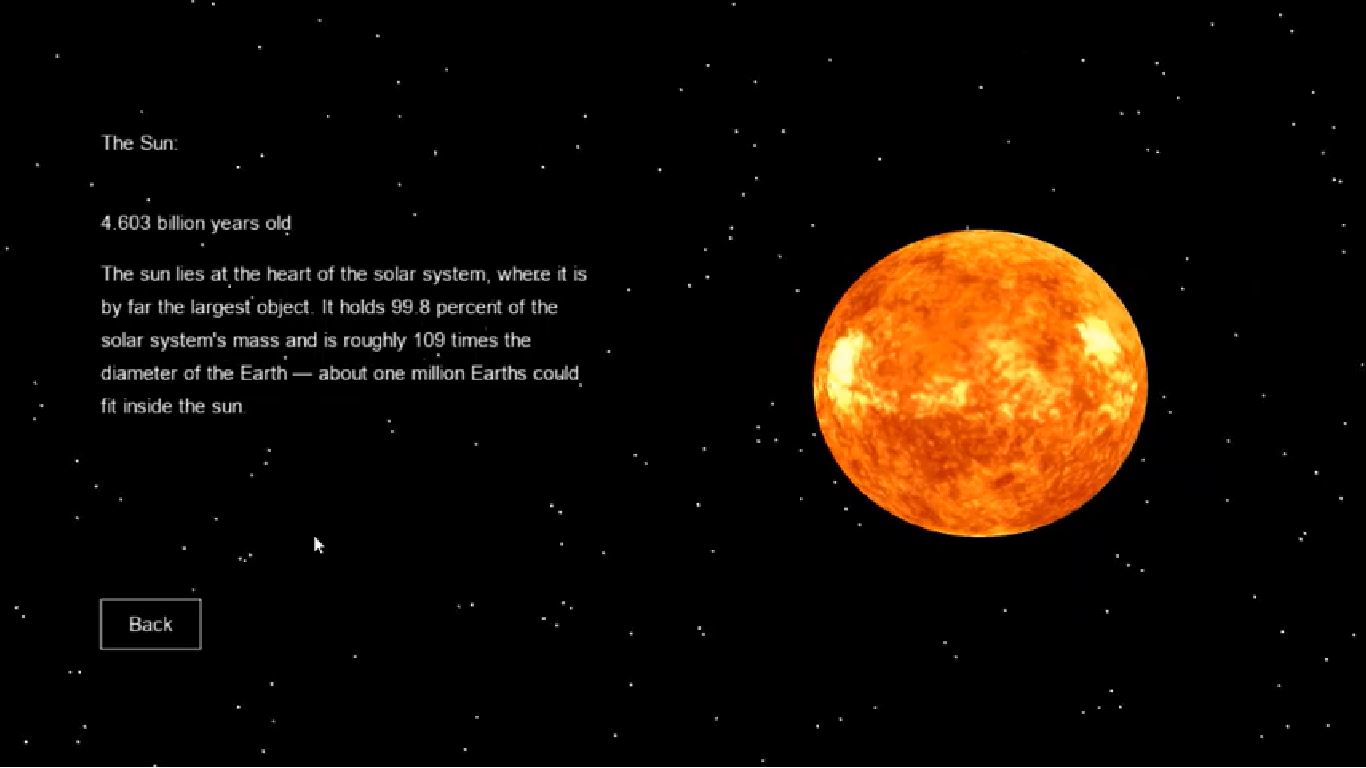 The Sun:
4.603 billion years old
The sun lies at the heart of the solar system, where it is
by far the largest object. It holds 99.8 percent of the
solar system's mass and is roughly 109 times the
diameter of the Earth — about one million Earths could
fit inside the sun.
Back